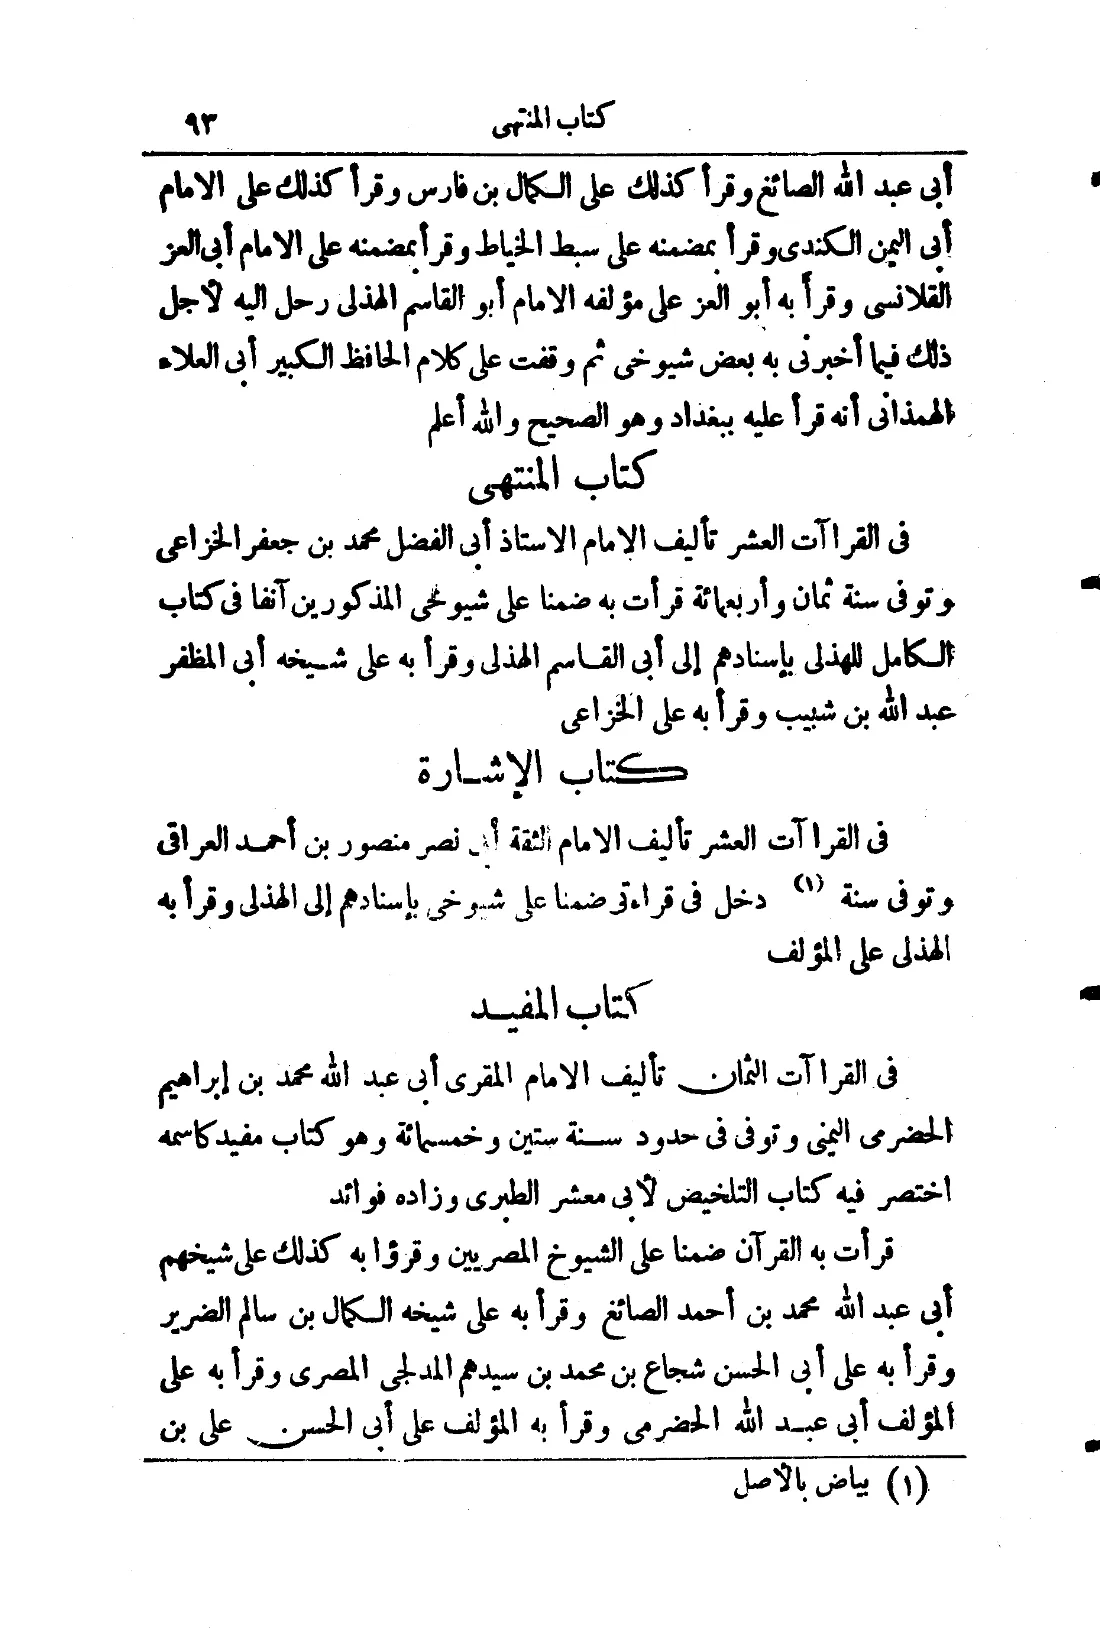 كتاب المنتهى ٩٣
أبى عبد الله الصائغ وقرأ كذلك على الكمال بن فارس وقرأ كذلك على الامام
أبى اليمن الكندى وقرأ بمضمنه على سبط الخياط وقرأ بمضمنه على الامام أبى العز
القلانسى وقرأ به أبو العز على مؤلفه الامام أبو القاسم الهذلى رحل اليه لأجل
ذلك فيما أخبرنى به بعض شيوخى ثم وقفت على كلام الحافظ الكبير أبى العلاء
الهمذانى أنه قرأ عليه ببغداد وهو الصحيح والله أعلم
كتاب المنتهى
فى القراآت العشر تأليف الإمام الاستاذ أبى الفضل محمد بن جعفر الخزاعى
وتوفى سنة ثمان وأربعمائة قرأت به ضمنا على شيوخى المذكورين آنفا فى كتاب
الكامل للهذلى بإسنادهم إلى أبى القاسم الهذلى وقرأ به على شيخه أبى المظفر
عبد الله بن شبيب وقرأ به على الخزاعى
كتاب الإشارة
فى القراآت العشر تأليف الامام الثقة أبى نصر منصور بن أحمد العراقى
وتوفى سنة (١) دخل فى قراءتى ضمنا على شيوخى بإسنادهم إلى الهذلى وقرأ به
الهذلى على المؤلف
كتاب المفيد
فى القراآت الثمان تأليف الامام المقرى أبى عبد الله محمد بن إبراهيم
الحضرمى اليمنى وتوفى فى حدود سنة ستين وخمسمائة وهو كتاب مفيد كاسمه
اختصر فيه كتاب التلخيص لأبى معشر الطبرى وزاده فوائد
قرأت به القرآن ضمنا على الشيوخ المصريين وقرؤا به كذلك على شيخهم
أبى عبد الله محمد بن أحمد الصائغ وقرأ به على شيخه الكمال بن سالم الضرير
وقرأ به على أبى الحسن شجاع بن محمد بن سيدهم المدلجى المصرى وقرأ به على
المؤلف أبى عبد الله الحضرمى وقرأ به المؤلف على أبى الحسن على بن
(١) بياض بالأصل